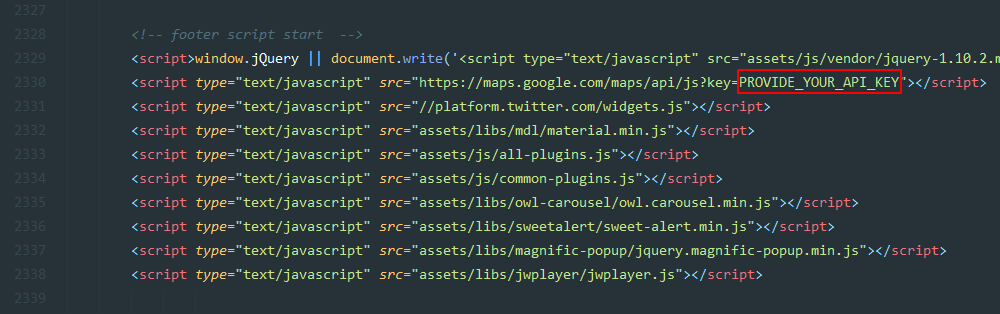 2327
2328 <!-- footer script start  -->
2329 <script>window.jQuery || document.write('<script type="text/javascript" src="assets/js/vendor/jquery-1.10.2.m
2330 <script type="text/javascript" src="https://maps.google.com/maps/api/js?key=PROVIDE_YOUR_API_KEY"></script>
2331 <script type="text/javascript" src="//platform.twitter.com/widgets.js"></script>
2332 <script type="text/javascript" src="assets/libs/mdl/material.min.js"></script>
2333 <script type="text/javascript" src="assets/js/all-plugins.js"></script>
2334 <script type="text/javascript" src="assets/js/common-plugins.js"></script>
2335 <script type="text/javascript" src="assets/libs/owl-carousel/owl.carousel.min.js"></script>
2336 <script type="text/javascript" src="assets/libs/sweetalert/sweet-alert.min.js"></script>
2337 <script type="text/javascript" src="assets/libs/magnific-popup/jquery.magnific-popup.min.js"></script>
2338 <script type="text/javascript" src="assets/libs/jwplayer/jwplayer.js"></script>
2339